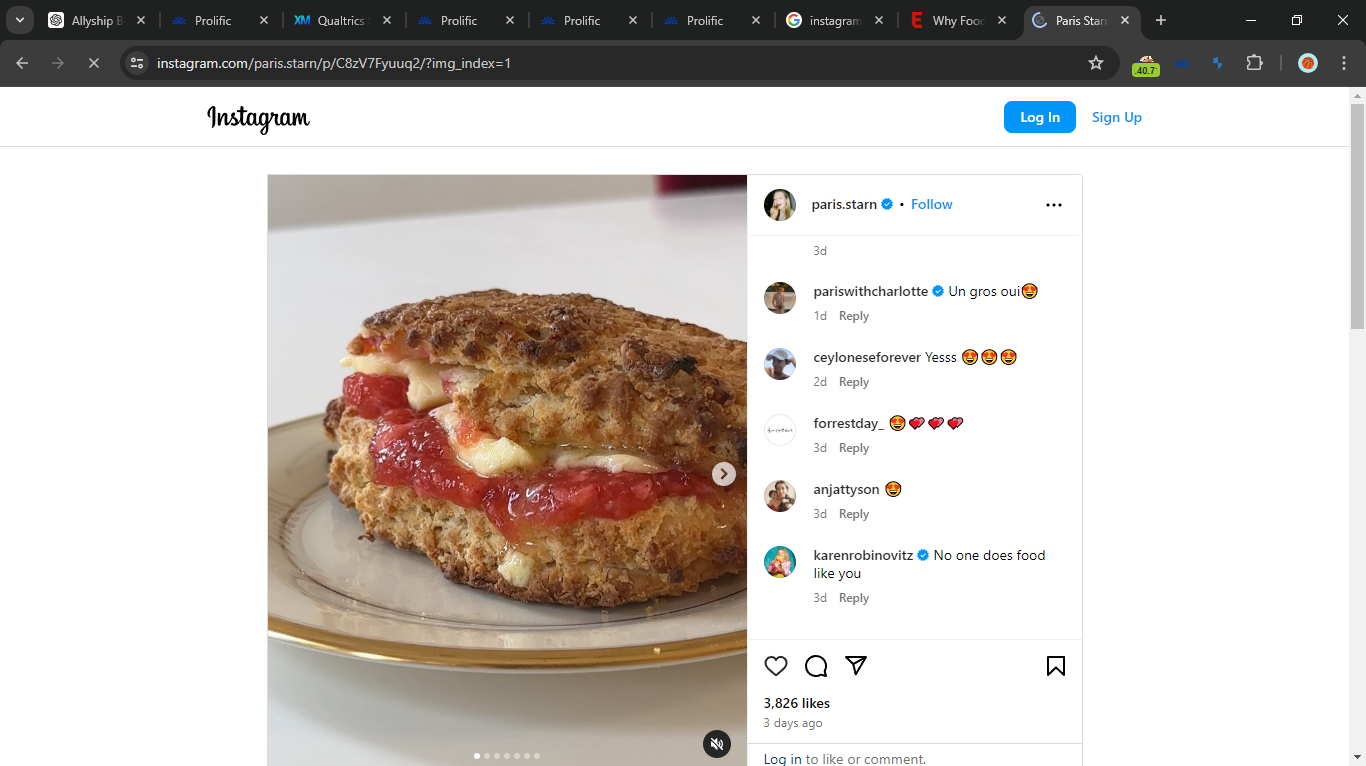 Allyship B
Prolific
Qualtrics
Prolific
Prolific
Prolific
instagram
Why Food
Paris Starn
instagram.com/paris.starn/p/C8zV7Fyuuq2/?img_index=1
Instagram
Log In
Sign Up
paris.starn • Follow
3d
pariswithcharlotte Un gros oui😍
1d Reply
ceyloneseforever Yesss 😍😍😍
2d Reply
forrestday_ 😍💕💕💕
3d Reply
anjattyson 😍
3d Reply
karenrobinovitz No one does food
like you
3d Reply
3,826 likes
3 days ago
Log in to like or comment.